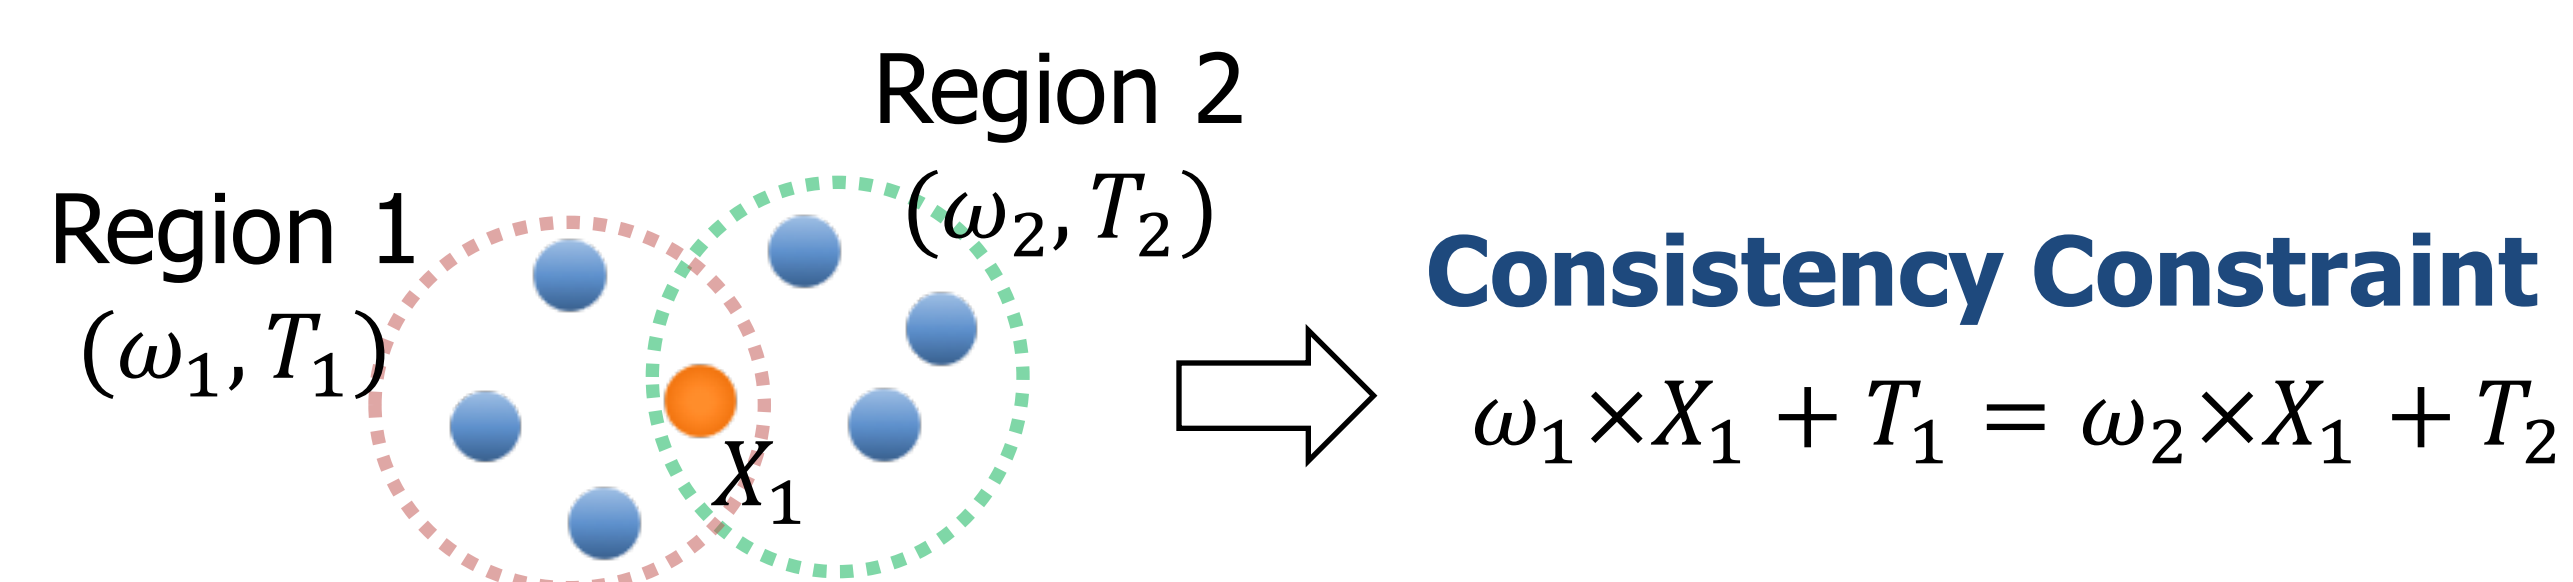 Region 1
(ω₁, T₁)
Region 2
(ω₂, T₂)
X₁
Consistency Constraint
ω₁×X₁ + T₁ = ω₂×X₁ + T₂